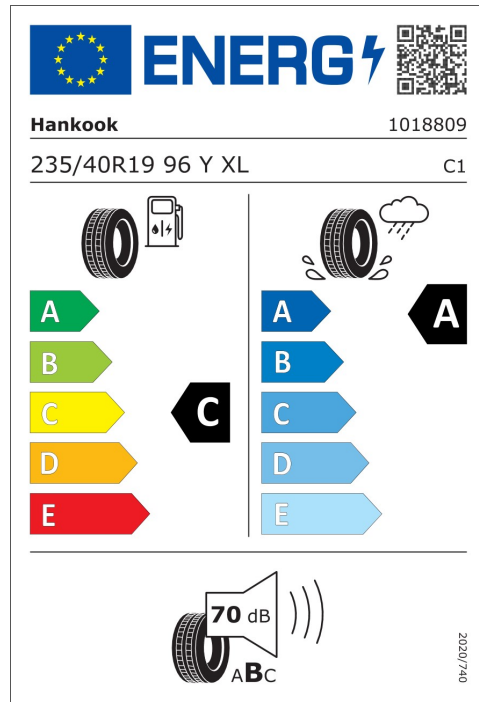 ENERG
Hankook 1018809
235/40R19 96 Y XL C1
A A A
B B
C C C
D D
E E
70 dB
ABC
2020/740